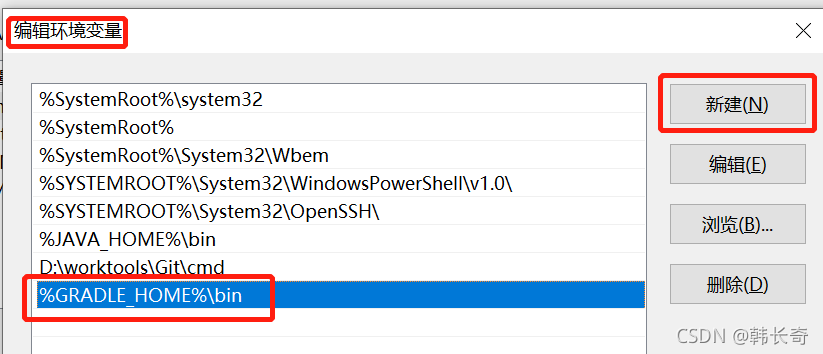 编辑环境变量
%SystemRoot%\system32
%SystemRoot%
%SystemRoot%\System32\Wbem
%SYSTEMROOT%\System32\WindowsPowerShell\v1.0\
%SYSTEMROOT%\System32\OpenSSH\
%JAVA_HOME%\bin
D:\worktools\Git\cmd
%GRADLE_HOME%\bin
新建(N)
编辑(E)
浏览(B)...
删除(D)
CSDN @韩长奇